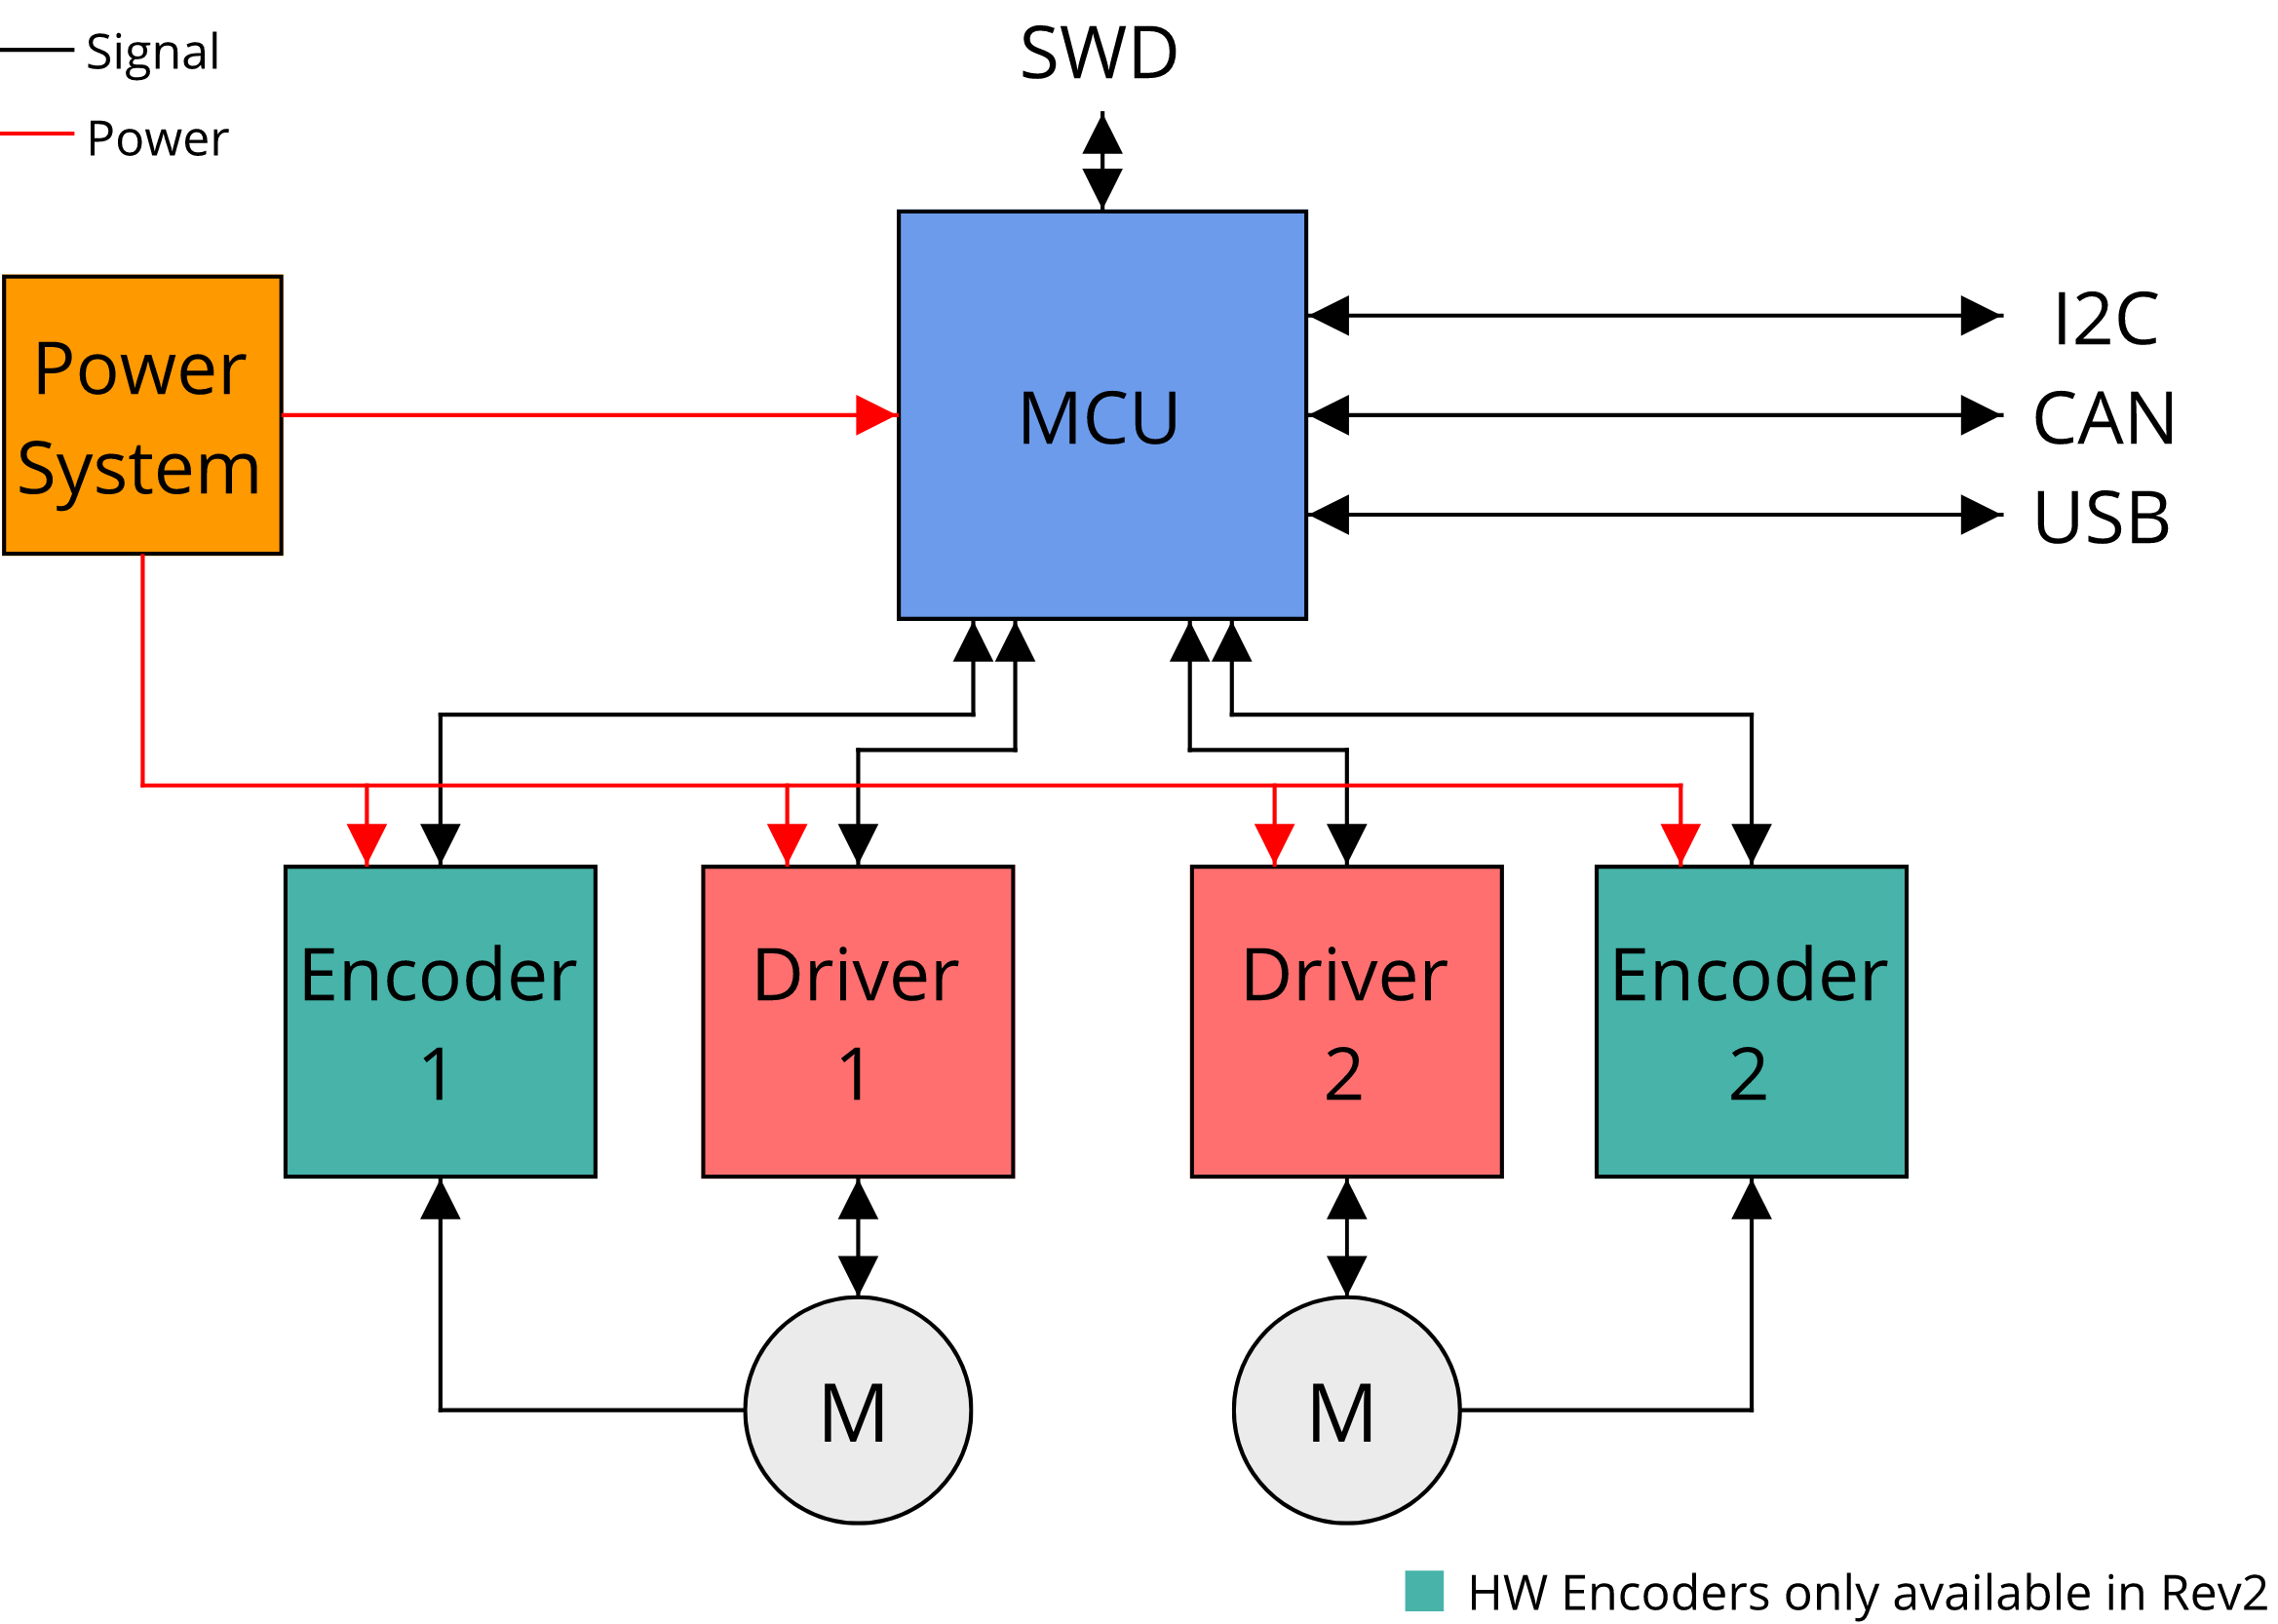 Signal
Power
SWD
Power
System
MCU
I2C
CAN
USB
Encoder
1
Driver
1
Driver
2
Encoder
2
M
M
HW Encoders only available in Rev2